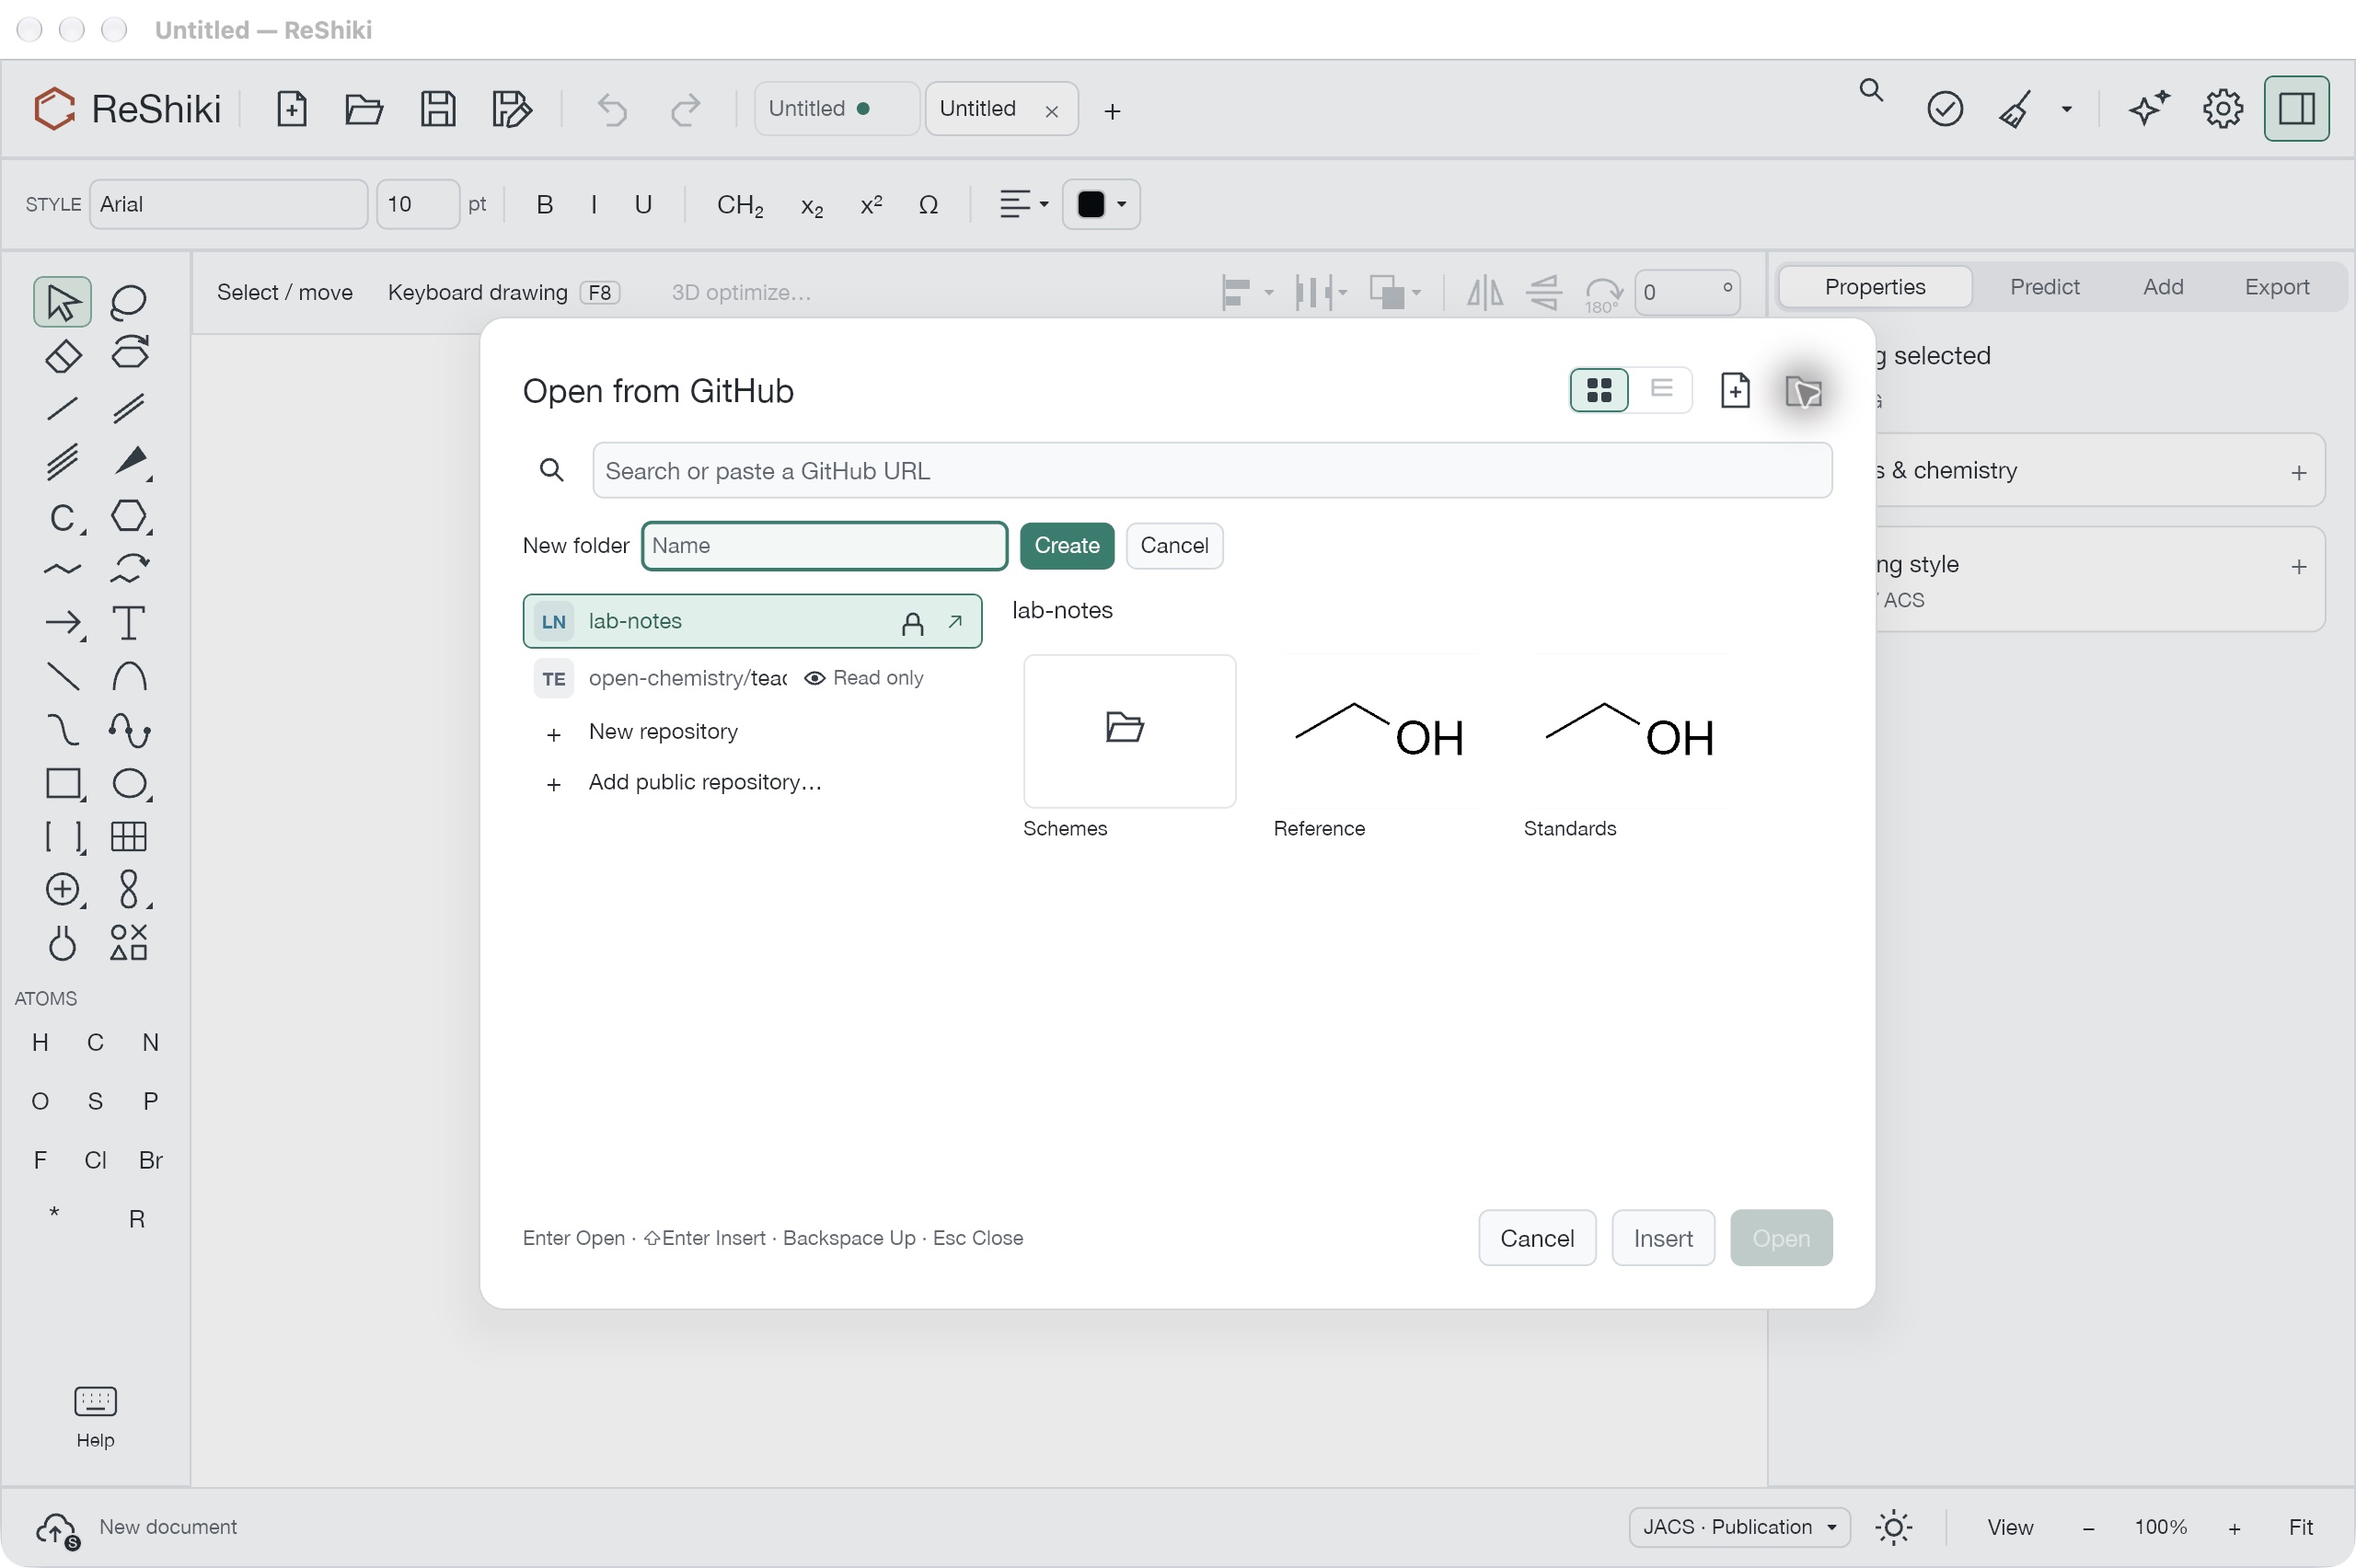 Untitled — ReShiki
ReShiki
Untitled
Untitled
STYLE Arial 10 pt B I U CH₂ x₂ x² Ω
Select / move Keyboard drawing F8 3D optimize… 180° 0 °
Properties Predict Add Export
g selected
Open from GitHub
Search or paste a GitHub URL
s & chemistry
New folder Name Create Cancel
ng style
ACS
LN lab-notes
lab-notes
TE open-chemistry/teac Read only
New repository
Add public repository…
OH
OH
Schemes Reference Standards
C
T
ATOMS
H C N
O S P
F Cl Br
* R
Enter Open · ⇧Enter Insert · Backspace Up · Esc Close
Cancel Insert Open
Help
S New document
JACS · Publication View − 100% + Fit